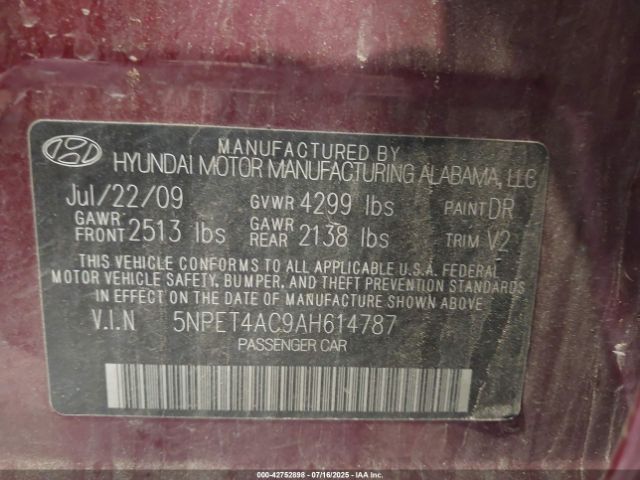 MANUFACTURED BY
HYUNDAI MOTOR MANUFACTURING ALABAMA, LLC
Jul/22/09 GVWR 4299 lbs PAINT DR
GAWR FRONT 2513 lbs GAWR REAR 2138 lbs TRIM V2
THIS VEHICLE CONFORMS TO ALL APPLICABLE U.S.A. FEDERAL
MOTOR VEHICLE SAFETY, BUMPER, AND THEFT PREVENTION STANDARDS
IN EFFECT ON THE DATE OF MANUFACTURE SHOWN ABOVE.
V.I.N 5NPET4AC9AH614787
PASSENGER CAR
000-42752898 - 07/16/2025 - IAAI.COM